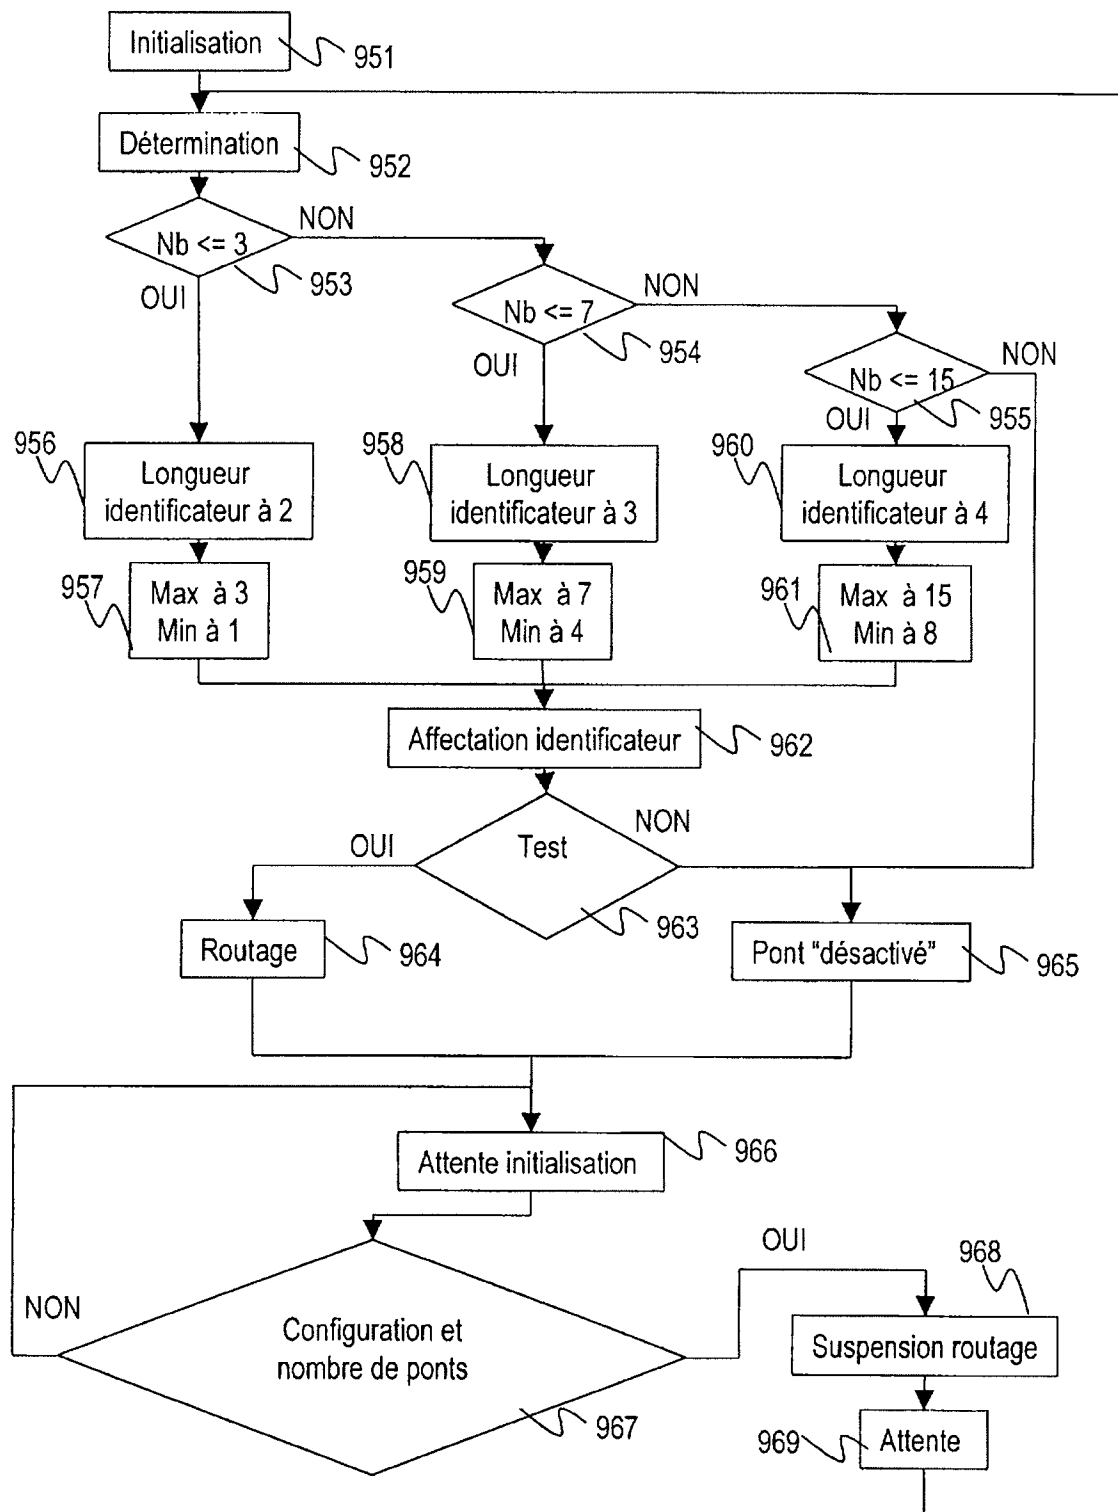 Initialisation
951
Détermination
952
NON
Nb <= 3
953
OUI
NON
Nb <= 7
954
OUI
NON
Nb <= 15
955
OUI
956
Longueur
identificateur à 2
958
Longueur
identificateur à 3
960
Longueur
identificateur à 4
957
Max à 3
Min à 1
959
Max à 7
Min à 4
961
Max à 15
Min à 8
Affectation identificateur
962
OUI
Test
NON
963
Routage
964
Pont “désactivé”
965
Attente initialisation
966
NON
Configuration et
nombre de ponts
967
OUI
968
Suspension routage
969
Attente